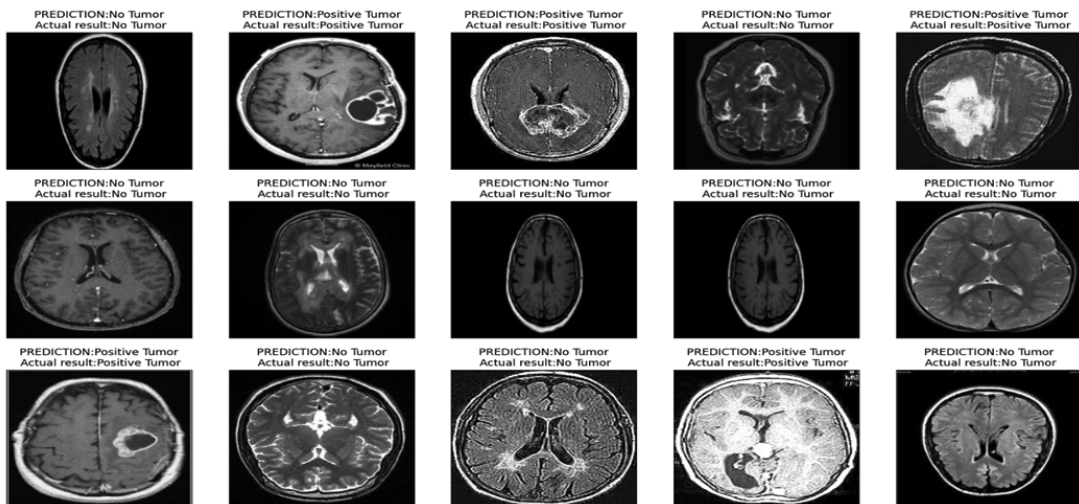 PREDICTION:No Tumor
Actual result:No Tumor
PREDICTION:Positive Tumor
Actual result:Positive Tumor
PREDICTION:Positive Tumor
Actual result:Positive Tumor
PREDICTION:No Tumor
Actual result:No Tumor
PREDICTION:Positive Tumor
Actual result:Positive Tumor
© Mayfield Clinic
PREDICTION:No Tumor
Actual result:No Tumor
PREDICTION:No Tumor
Actual result:No Tumor
PREDICTION:No Tumor
Actual result:No Tumor
PREDICTION:No Tumor
Actual result:No Tumor
PREDICTION:No Tumor
Actual result:No Tumor
PREDICTION:Positive Tumor
Actual result:Positive Tumor
PREDICTION:No Tumor
Actual result:No Tumor
PREDICTION:No Tumor
Actual result:No Tumor
PREDICTION:Positive Tumor
Actual result:Positive Tumor
PREDICTION:No Tumor
Actual result:No Tumor